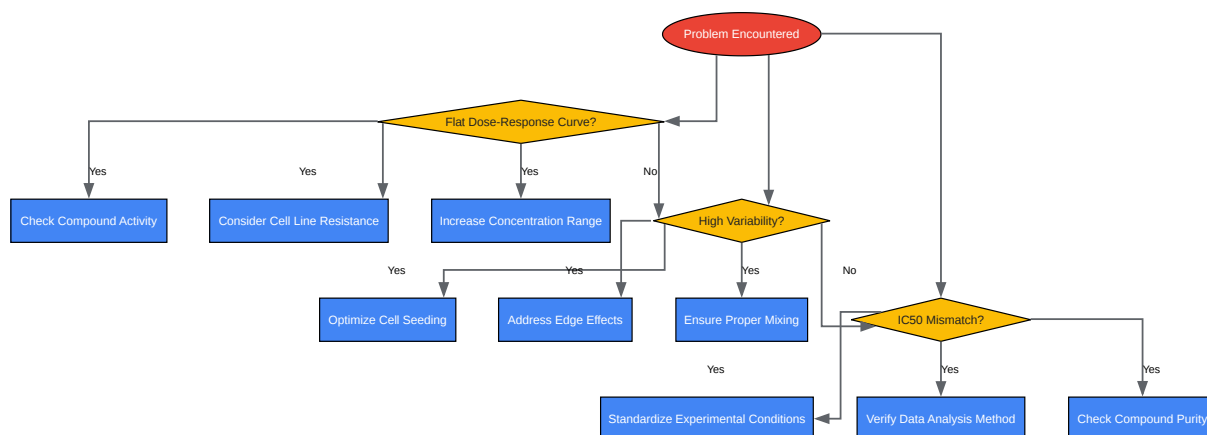 Problem Encountered
Flat Dose-Response Curve?
Yes
Yes
Yes
No
Check Compound Activity
Consider Cell Line Resistance
Increase Concentration Range
High Variability?
Yes
Yes
Yes
No
Optimize Cell Seeding
Address Edge Effects
Ensure Proper Mixing
IC50 Mismatch?
Yes
Yes
Yes
Standardize Experimental Conditions
Verify Data Analysis Method
Check Compound Purity